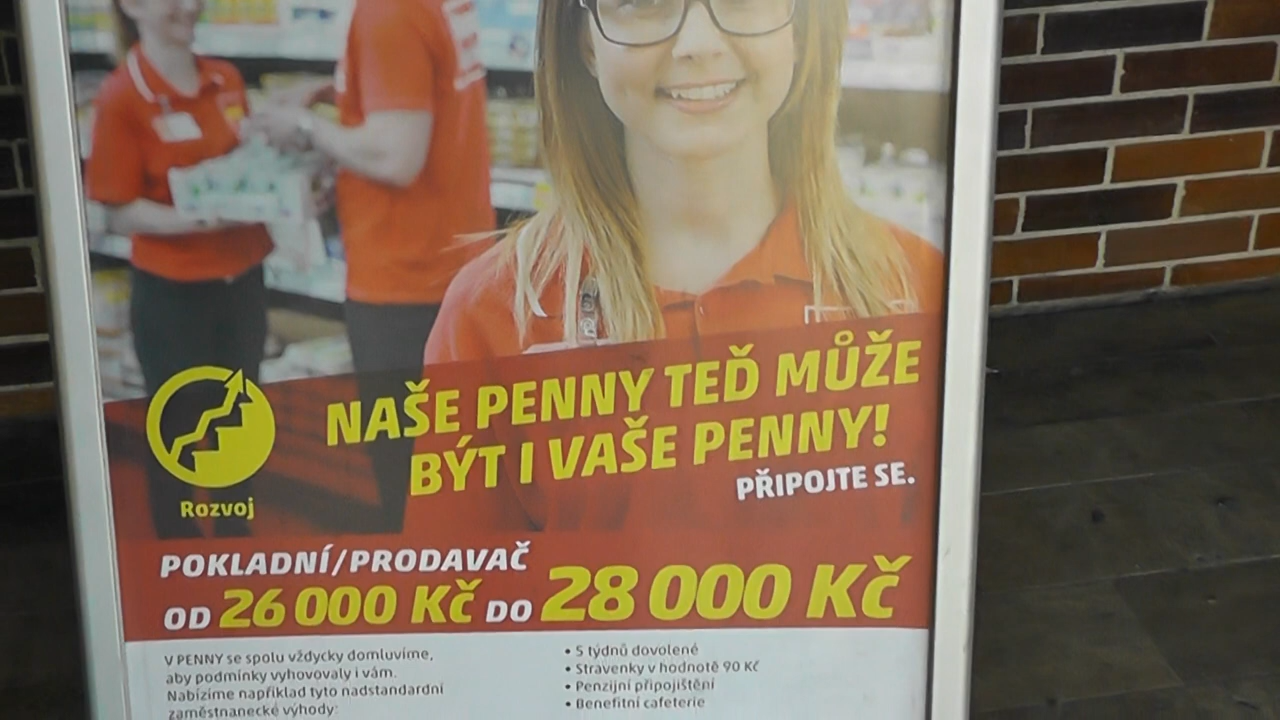 NAŠE PENNY TEĎ MŮŽE
BÝT I VAŠE PENNY!
PŘIPOJTE SE.
Rozvoj
POKLADNÍ/PRODAVAČ
OD 26 000 Kč DO 28 000 Kč
V PENNY se spolu vždycky domluvíme,
aby podmínky vyhovovaly i vám.
Nabízíme například tyto nadstandardní
zaměstnanecké výhody:
• 5 týdnů dovolené
• Stravenky v hodnotě 90 Kč
• Penzijní připojištění
• Benefitní cafeterie